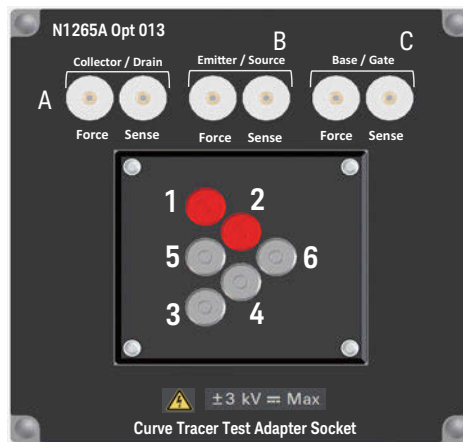 N1265A Opt 013
B
C
Collector / Drain
Emitter / Source
Base / Gate
A
Force
Sense
Force
Sense
Force
Sense
1
2
5
6
3
4
±3 kV ⎓ Max
Curve Tracer Test Adapter Socket